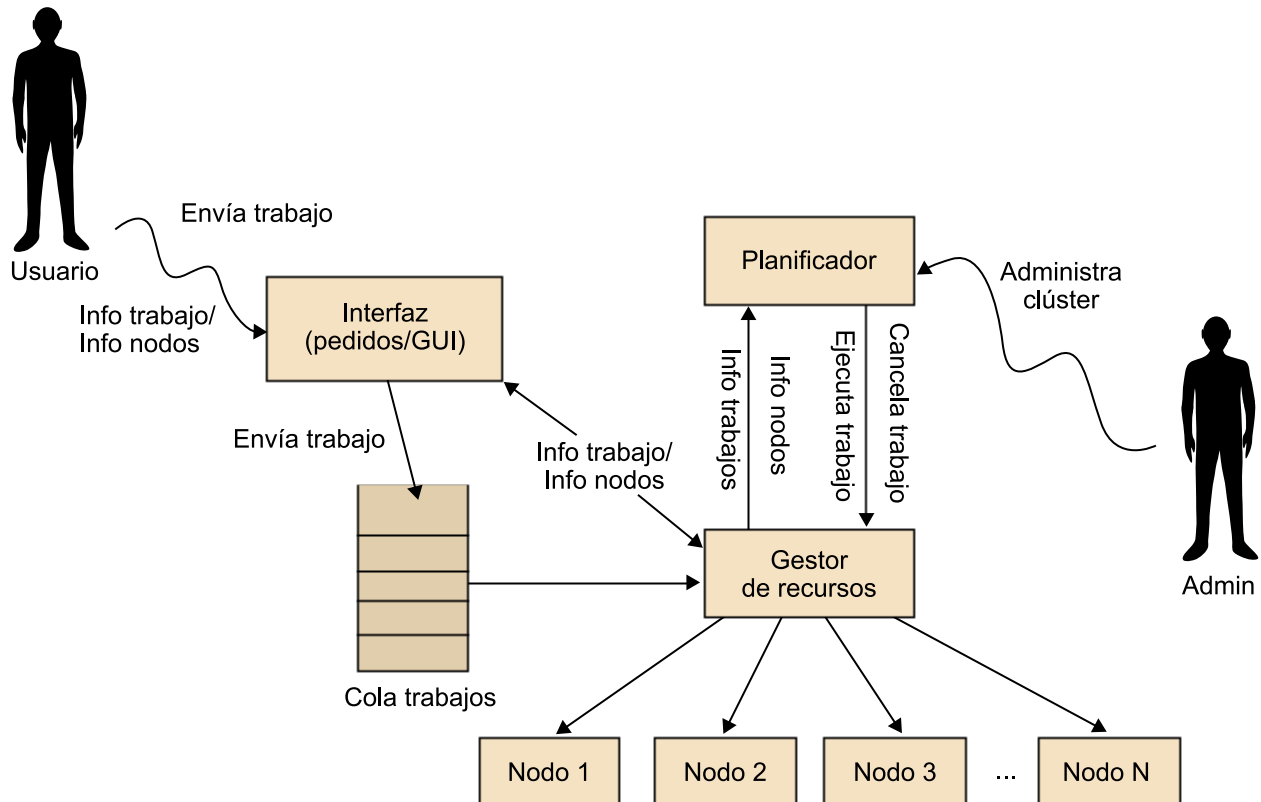 Envía trabajo
Usuario
Info trabajo/
Info nodos
Interfaz
(pedidos/GUI)
Planificador
Administra
clúster
Info trabajos
Info nodos
Ejecuta trabajo
Cancela trabajo
Envía trabajo
Info trabajo/
Info nodos
Gestor
de recursos
Admin
Cola trabajos
Nodo 1
Nodo 2
Nodo 3
...
Nodo N